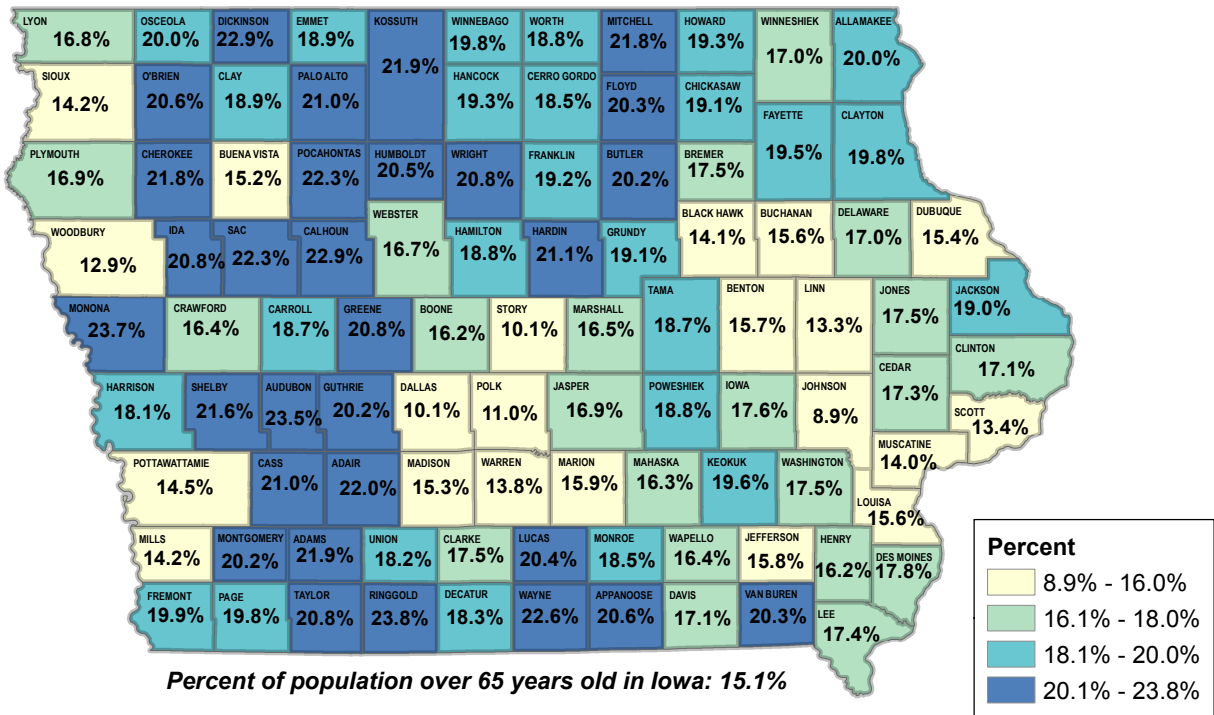 LYON
16.8%
OSCEOLA
20.0%
DICKINSON
22.9%
EMMET
18.9%
KOSSUTH
21.9%
WINNEBAGO
19.8%
WORTH
18.8%
MITCHELL
21.8%
HOWARD
19.3%
WINNESHIEK
17.0%
ALLAMAKEE
20.0%
SIOUX
14.2%
O'BRIEN
20.6%
CLAY
18.9%
PALO ALTO
21.0%
HANCOCK
19.3%
CERRO GORDO
18.5%
FLOYD
20.3%
CHICKASAW
19.1%
FAYETTE
19.5%
CLAYTON
19.8%
PLYMOUTH
16.9%
CHEROKEE
21.8%
BUENA VISTA
15.2%
POCAHONTAS
22.3%
HUMBOLDT
20.5%
WRIGHT
20.8%
FRANKLIN
19.2%
BUTLER
20.2%
BREMER
17.5%
WOODBURY
12.9%
IDA
20.8%
SAC
22.3%
CALHOUN
22.9%
WEBSTER
16.7%
HAMILTON
18.8%
HARDIN
21.1%
GRUNDY
19.1%
BLACK HAWK
14.1%
BUCHANAN
15.6%
DELAWARE
17.0%
DUBUQUE
15.4%
MONONA
23.7%
CRAWFORD
16.4%
CARROLL
18.7%
GREENE
20.8%
BOONE
16.2%
STORY
10.1%
MARSHALL
16.5%
TAMA
18.7%
BENTON
15.7%
LINN
13.3%
JONES
17.5%
JACKSON
19.0%
CLINTON
17.1%
HARRISON
18.1%
SHELBY
21.6%
AUDUBON
23.5%
GUTHRIE
20.2%
DALLAS
10.1%
POLK
11.0%
JASPER
16.9%
POWESHIEK
18.8%
IOWA
17.6%
JOHNSON
8.9%
CEDAR
17.3%
SCOTT
13.4%
MUSCATINE
14.0%
POTTAWATTAMIE
14.5%
CASS
21.0%
ADAIR
22.0%
MADISON
15.3%
WARREN
13.8%
MARION
15.9%
MAHASKA
16.3%
KEOKUK
19.6%
WASHINGTON
17.5%
LOUISA
15.6%
MILLS
14.2%
MONTGOMERY
20.2%
ADAMS
21.9%
UNION
18.2%
CLARKE
17.5%
LUCAS
20.4%
MONROE
18.5%
WAPELLO
16.4%
JEFFERSON
15.8%
HENRY
16.2%
DES MOINES
17.8%
FREMONT
19.9%
PAGE
19.8%
TAYLOR
20.8%
RINGGOLD
23.8%
DECATUR
18.3%
WAYNE
22.6%
APPANOOSE
20.6%
DAVIS
17.1%
VAN BUREN
20.3%
LEE
17.4%
Percent of population over 65 years old in Iowa: 15.1%
Percent
8.9% - 16.0%
16.1% - 18.0%
18.1% - 20.0%
20.1% - 23.8%